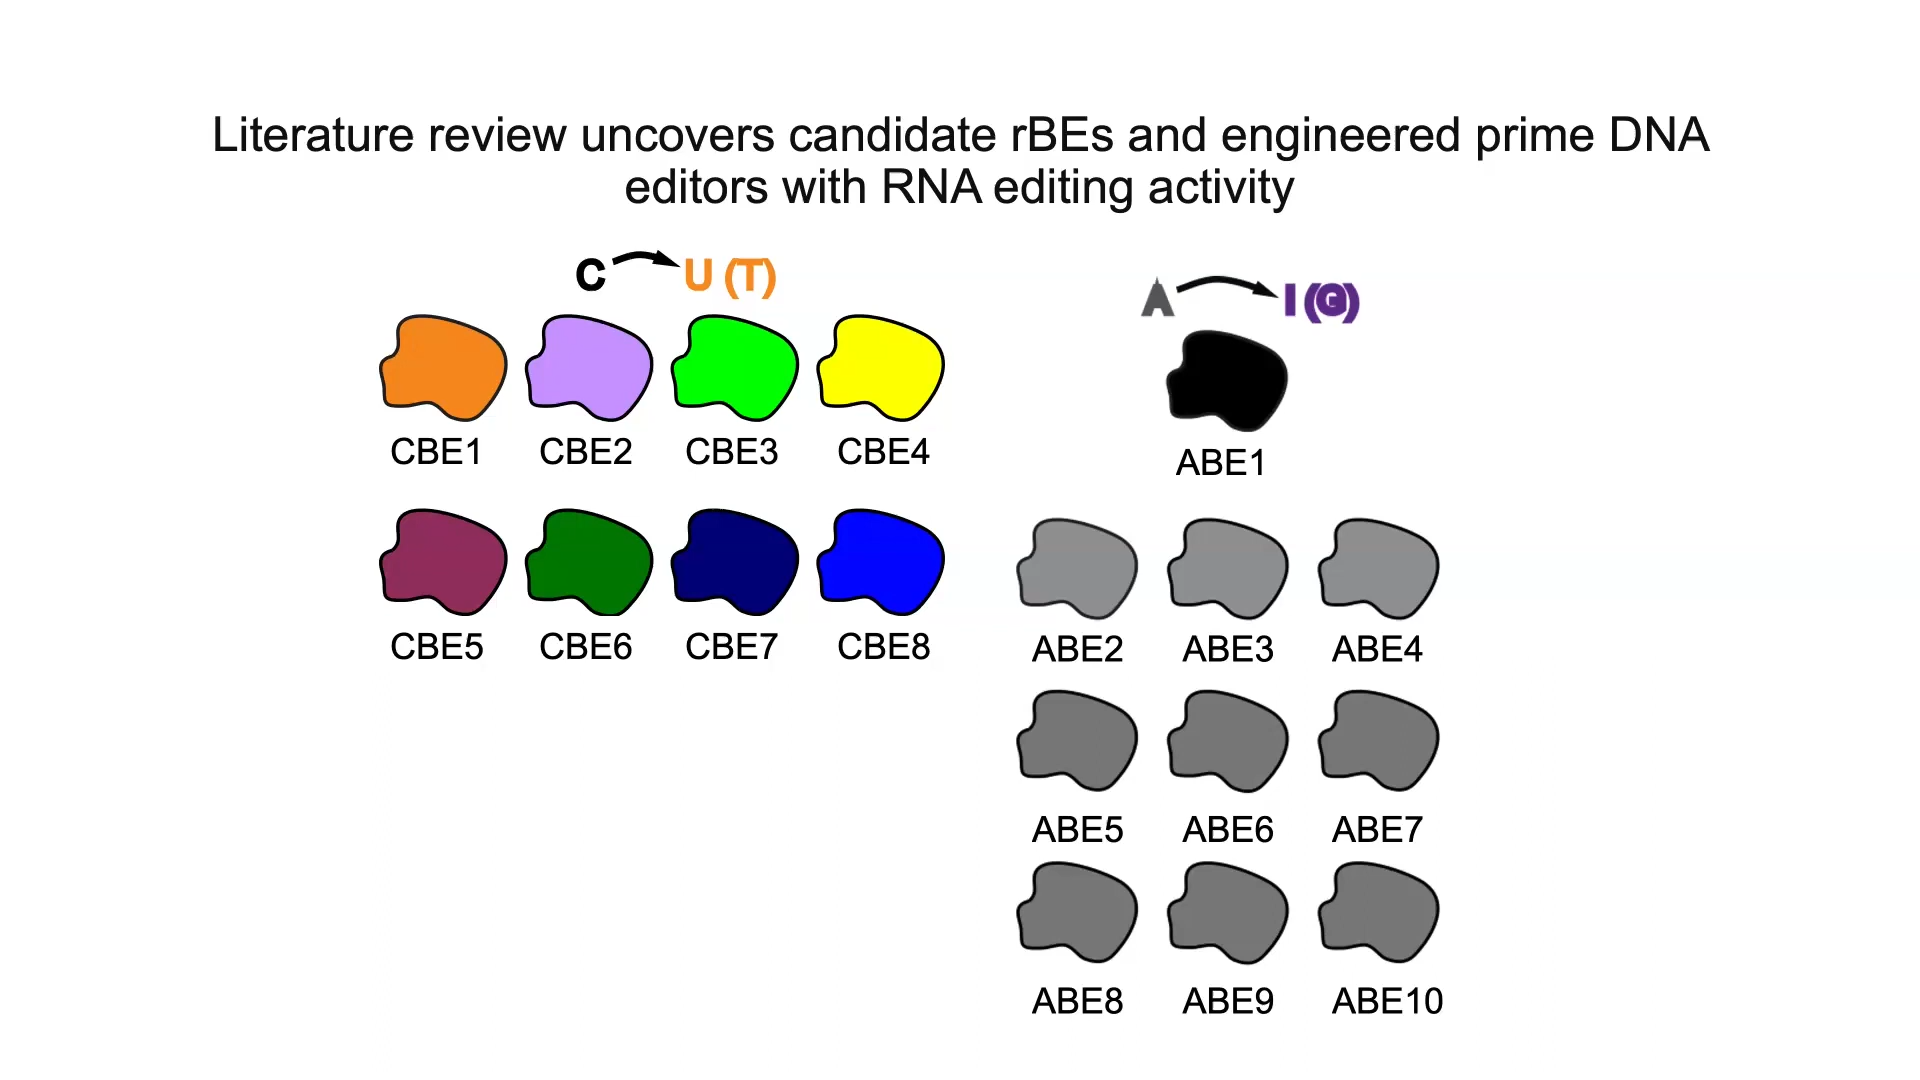 Literature review uncovers candidate rBEs and engineered prime DNA
editors with RNA editing activity
C U (T)
CBE1 CBE2 CBE3 CBE4
CBE5 CBE6 CBE7 CBE8
A I (G)
ABE1
ABE2 ABE3 ABE4
ABE5 ABE6 ABE7
ABE8 ABE9 ABE10